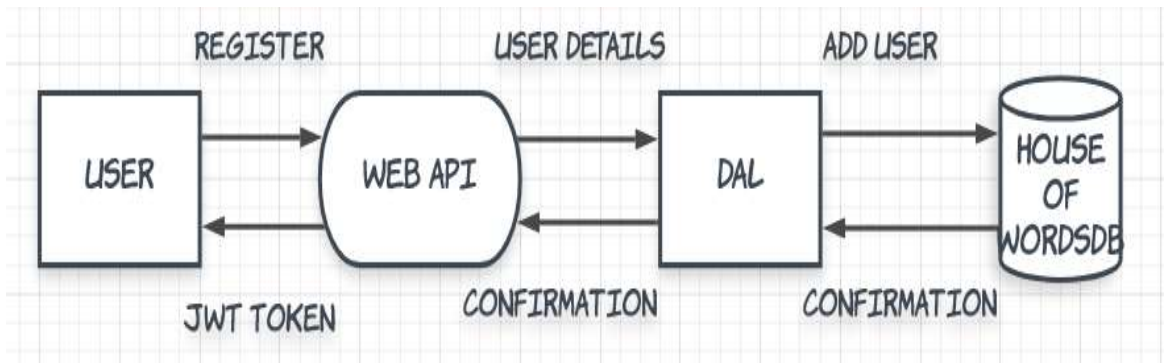 REGISTER
USER DETAILS
ADD USER
USER
WEB API
DAL
HOUSE
OF
WORDSDB
JWT TOKEN
CONFIRMATION
CONFIRMATION